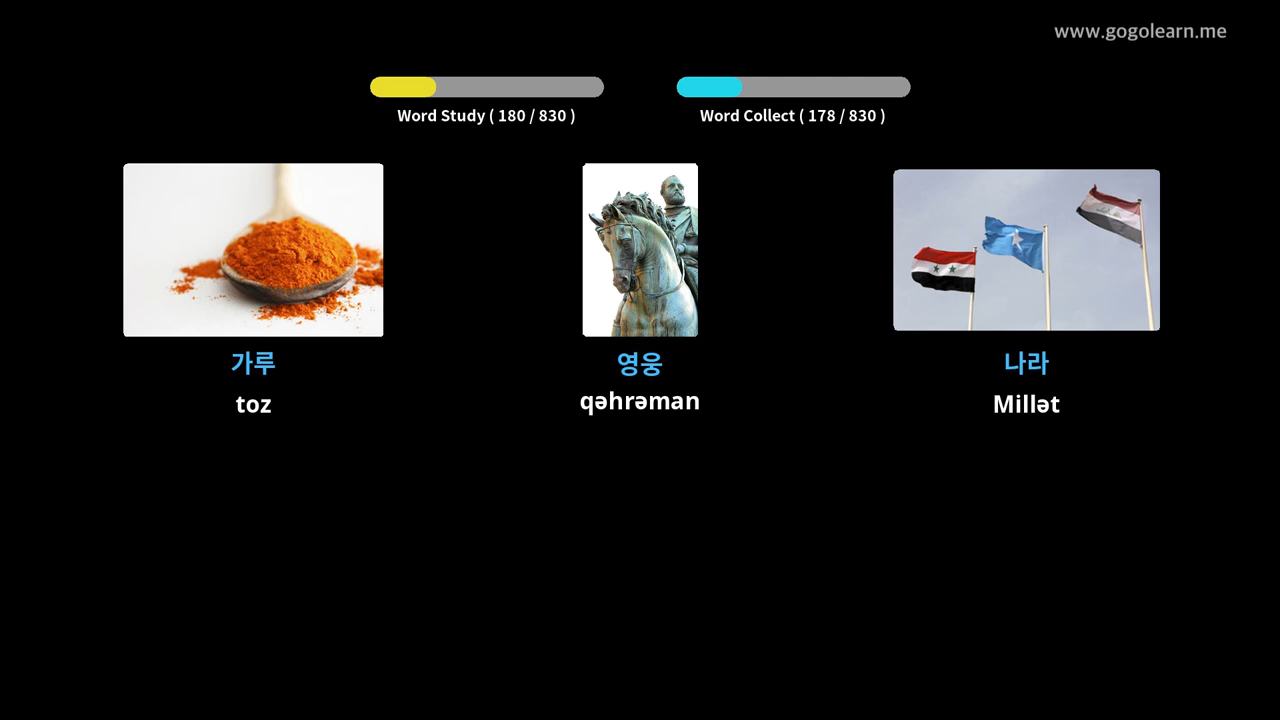 www.gogolearn.me
Word Study ( 180 / 830 )
Word Collect ( 178 / 830 )
가루
영웅
나라
toz
qəhrəman
Millət